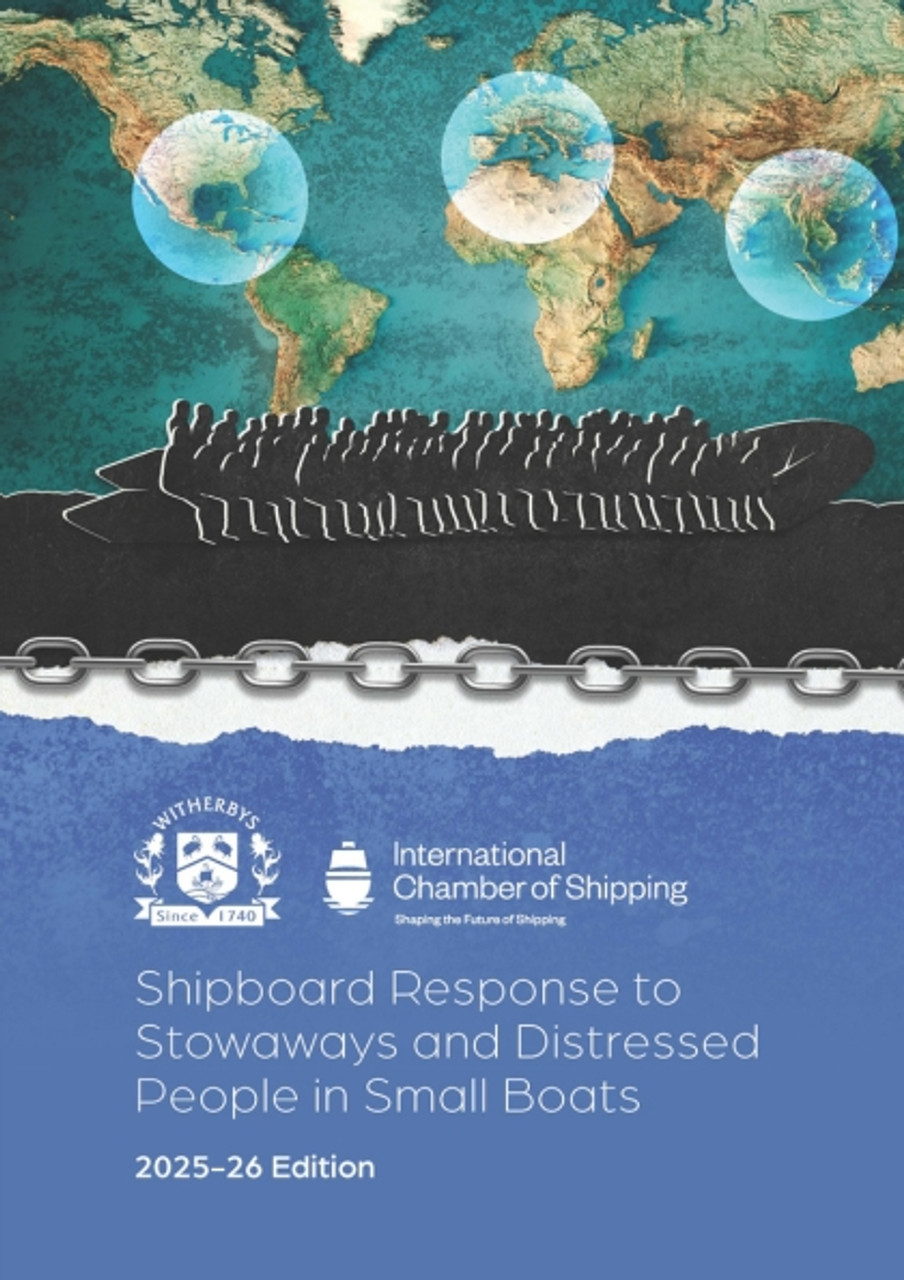 WITHERBYS
Since 1740
International
Chamber of Shipping
Shaping the Future of Shipping
Shipboard Response to
Stowaways and Distressed
People in Small Boats
2025–26 Edition